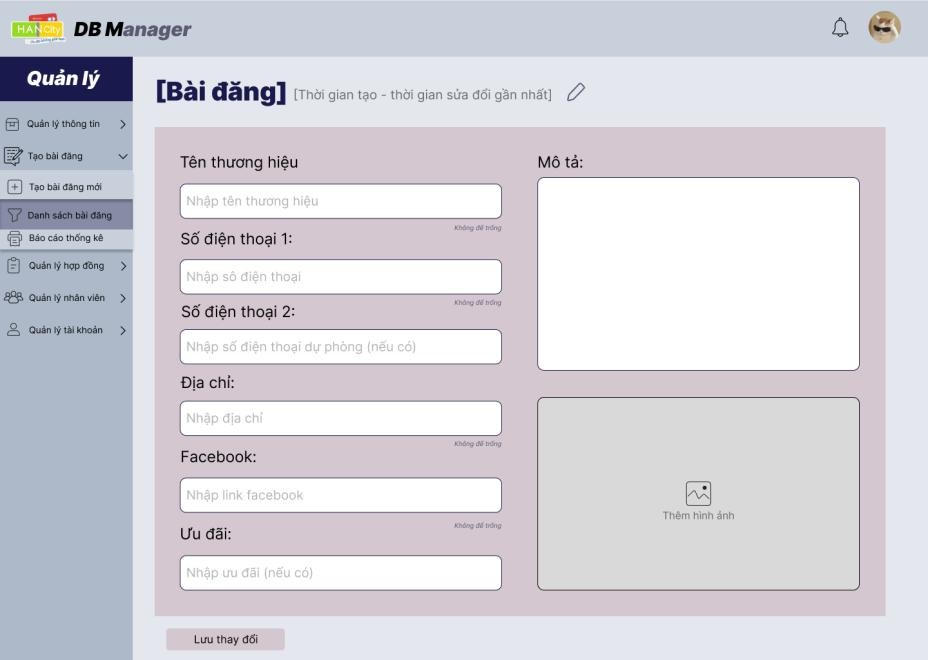 HANCity
DB Manager
Quản lý
Quản lý thông tin
Tạo bài đăng
Tạo bài đăng mới
Danh sách bài đăng
Báo cáo thống kê
Quản lý hợp đồng
Quản lý nhân viên
Quản lý tài khoản
[Bài đăng] [Thời gian tạo - thời gian sửa đổi gần nhất]
Tên thương hiệu
Nhập tên thương hiệu
Không để trống
Số điện thoại 1:
Nhập sô điện thoại
Không để trống
Số điện thoại 2:
Nhập số điện thoại dự phòng (nếu có)
Địa chỉ:
Nhập địa chỉ
Không để trống
Facebook:
Nhập link facebook
Không để trống
Ưu đãi:
Nhập ưu đãi (nếu có)
Mô tả:
Thêm hình ảnh
Lưu thay đổi